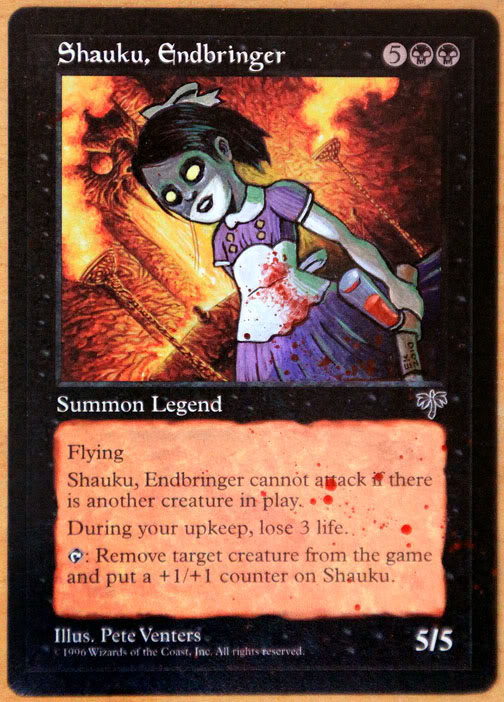 Shauku, Endbringer 5
Summon Legend
Flying
Shauku, Endbringer cannot attack if there
is another creature in play.
During your upkeep, lose 3 life.
: Remove target creature from the game
and put a +1/+1 counter on Shauku.
Illus. Pete Venters
5/5
© 1996 Wizards of the Coast, Inc. All rights reserved.